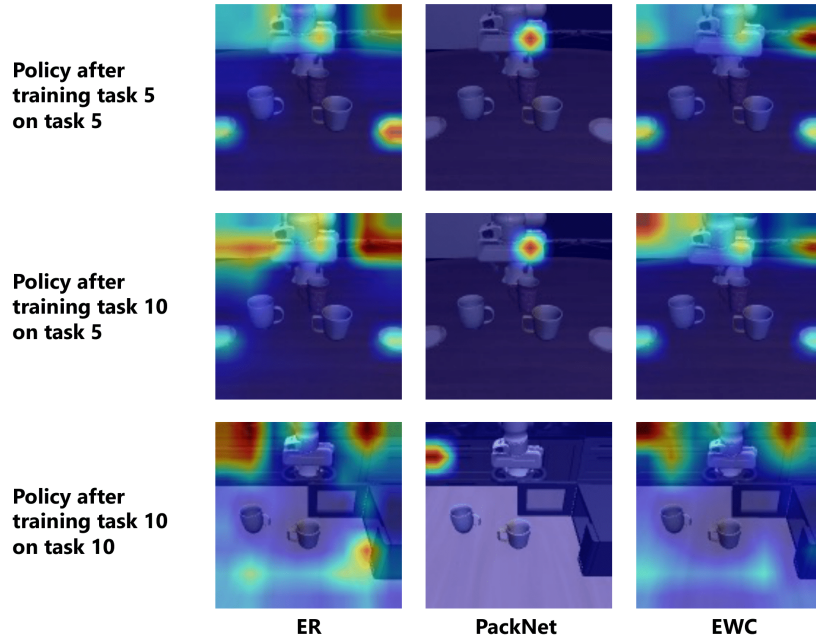 Policy after
training task 5
on task 5
Policy after
training task 10
on task 5
Policy after
training task 10
on task 10
ER
PackNet
EWC